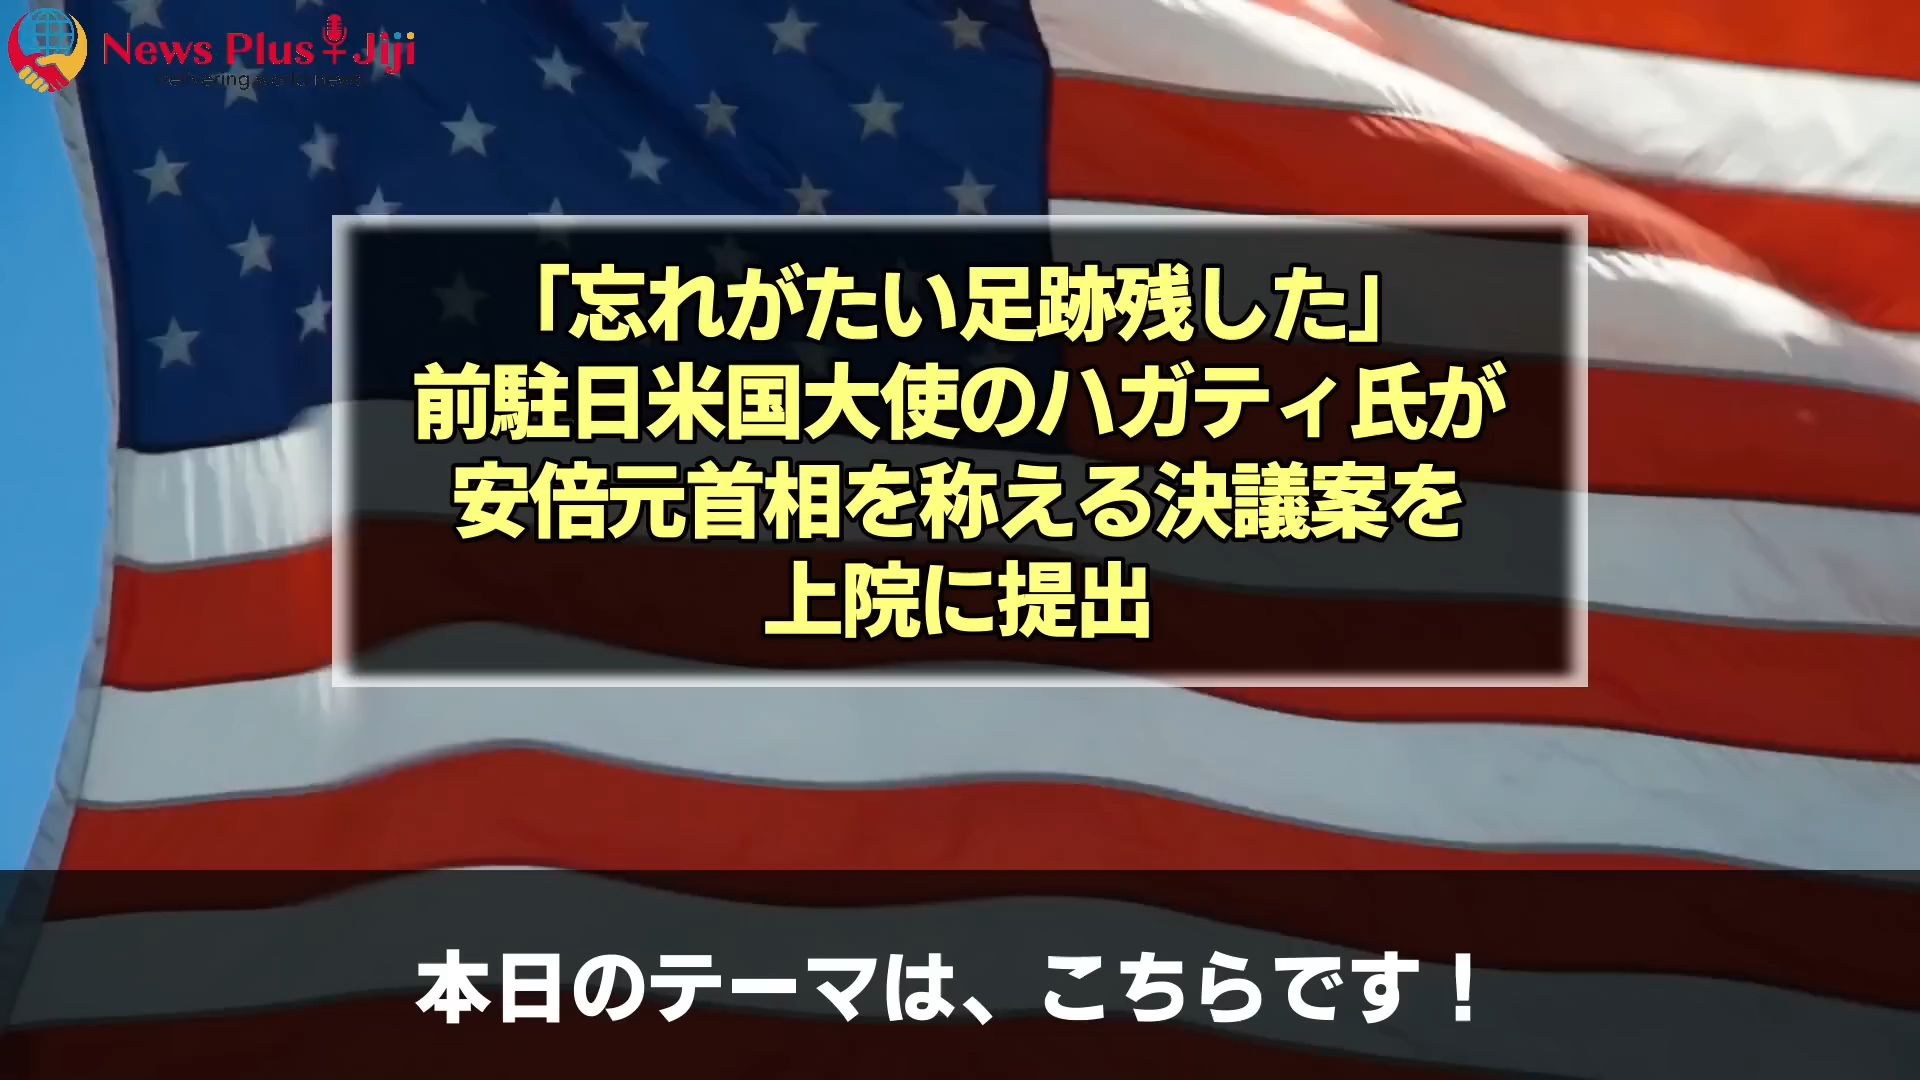 News Plus Jiji
Delivering world news
「忘れがたい足跡残した」
前駐日米国大使のハガティ氏が
安倍元首相を称える決議案を
上院に提出
本日のテーマは、こちらです！